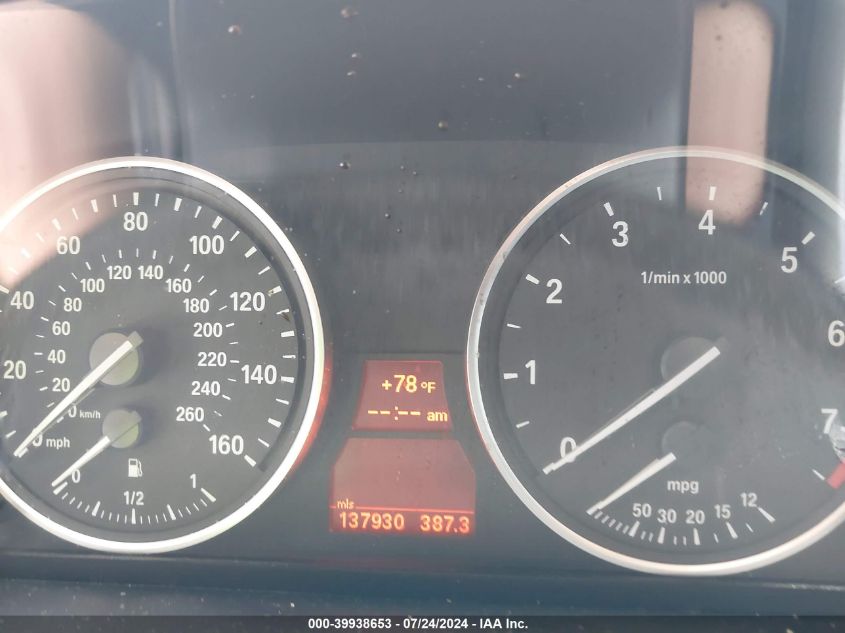 20 40 60 80 100 120 140 160
20 40 60 80 100 120 140 160 180 200 220 240 260
0 km/h
0 mph
0 1/2 1
+78 °F
--:-- am
mls
137930 387.3
0 1 2 3 4 5 6 7
1/min x 1000
mpg
50 30 20 15 12
000-39938653 - 07/24/2024 - IAA Inc.